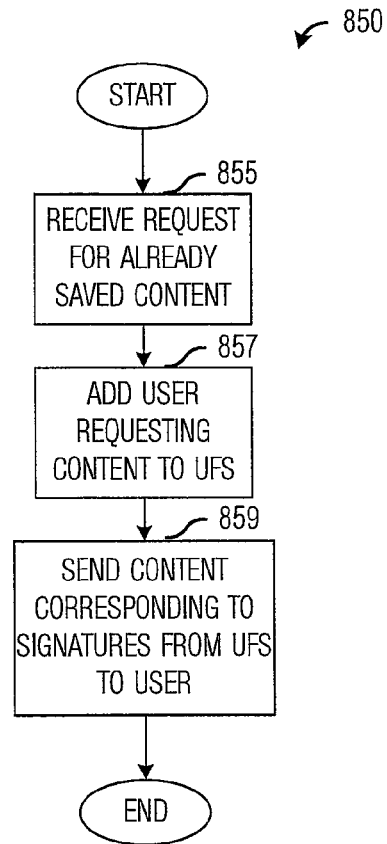 850
START
855
RECEIVE REQUEST
FOR ALREADY
SAVED CONTENT
857
ADD USER
REQUESTING
CONTENT TO UFS
859
SEND CONTENT
CORRESPONDING TO
SIGNATURES FROM UFS
TO USER
END